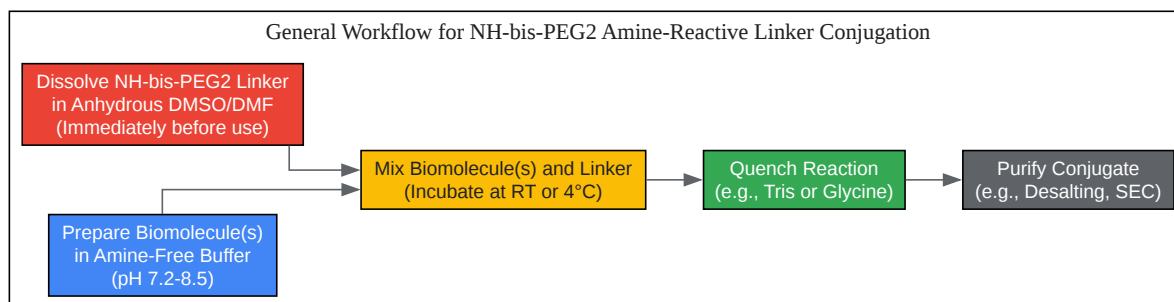 General Workflow for NH-bis-PEG2 Amine-Reactive Linker Conjugation
Dissolve NH-bis-PEG2 Linker
in Anhydrous DMSO/DMF
(Immediately before use)
Prepare Biomolecule(s)
in Amine-Free Buffer
(pH 7.2-8.5)
Mix Biomolecule(s) and Linker
(Incubate at RT or 4°C)
Quench Reaction
(e.g., Tris or Glycine)
Purify Conjugate
(e.g., Desalting, SEC)